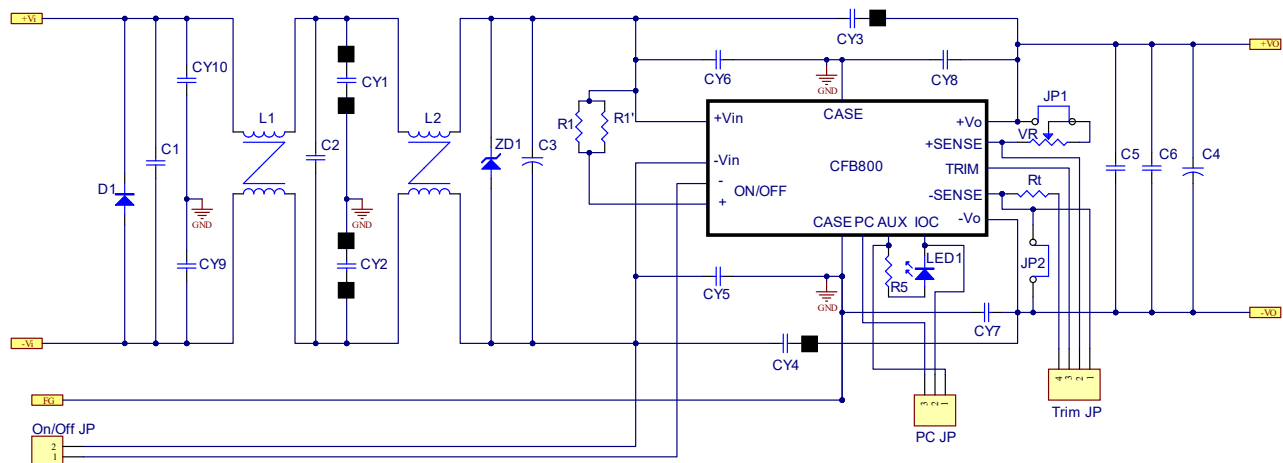 +Vi
CY3
+VO
CY10
CY1
CY6
GND
CY8
L1
L2
R1
R1'
CASE
+Vin
+Vo
JP1
VR
+SENSE
C1
C2
ZD1
C3
-Vin
CFB800
TRIM
C5
C6
C4
D1
-
ON/OFF
+
-SENSE
Rt
GND
GND
CASE
PC
AUX
IOC
-Vo
CY9
CY2
LED1
JP2
R5
CY5
GND
CY7
-VO
-Vi
CY4
FG
4
3
2
1
Trim JP
3
2
1
PC JP
On/Off JP
2
1